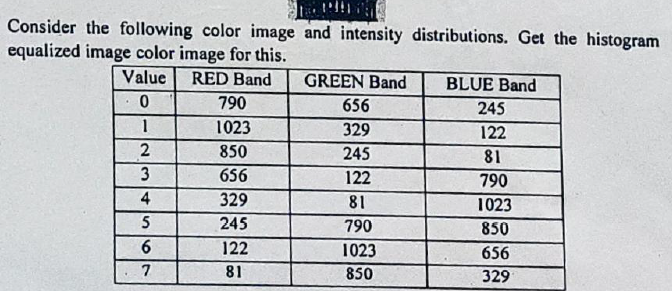 Consider the following color image and intensity distributions. Get the histogram
equalized image color image for this.
Value RED Band GREEN Band BLUE Band
0 790 656 245
1 1023 329 122
2 850 245 81
3 656 122 790
4 329 81 1023
5 245 790 850
6 122 1023 656
7 81 850 329